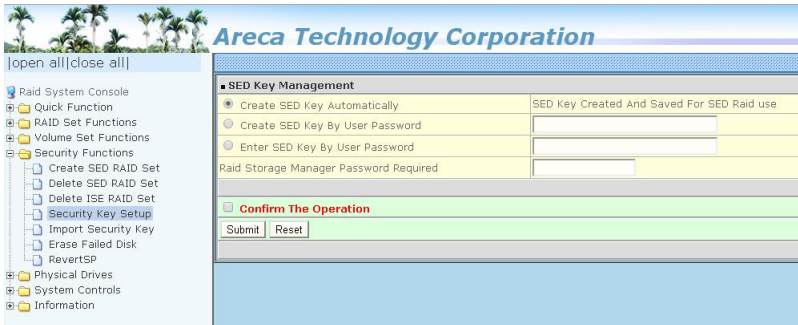 Areca Technology Corporation
|open all|close all|
Raid System Console
Quick Function
RAID Set Functions
Volume Set Functions
Security Functions
Create SED RAID Set
Delete SED RAID Set
Delete ISE RAID Set
Security Key Setup
Import Security Key
Erase Failed Disk
RevertSP
Physical Drives
System Controls
Information
SED Key Management
Create SED Key Automatically SED Key Created And Saved For SED Raid use
Create SED Key By User Password
Enter SED Key By User Password
Raid Storage Manager Password Required
Confirm The Operation
Submit Reset